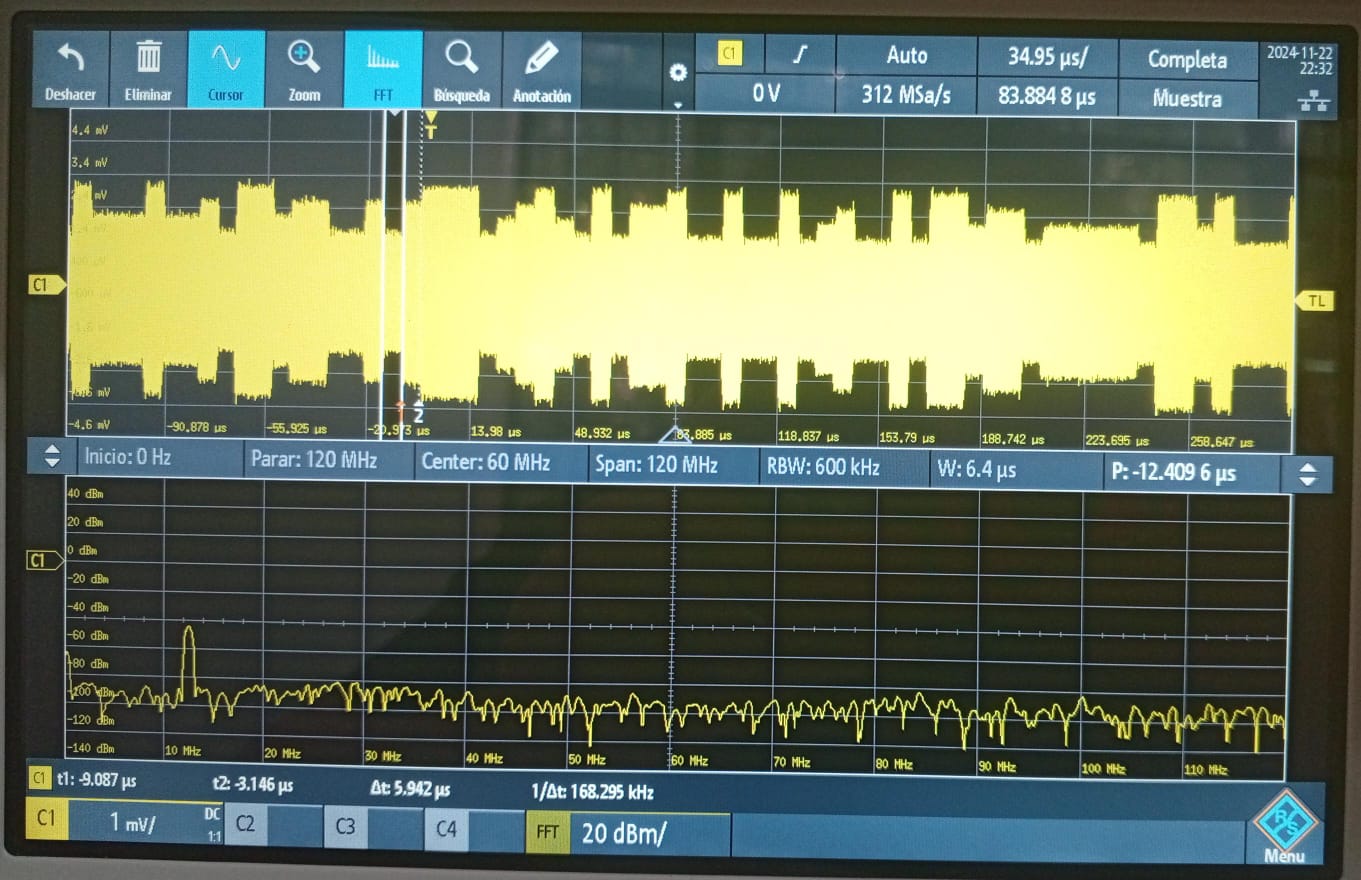 Deshacer
Eliminar
Cursor
Zoom
FFT
Búsqueda
Anotación
C1
Auto
34.95 µs/
Completa
2024-11-22
22:32
0 V
312 MSa/s
83.884 8 µs
Muestra
T
4.4 mV
3.4 mV
C1
TL
2
-4.6 mV
-90.878 µs
-55.925 µs
-20.973 µs
13.98 µs
48.932 µs
83.885 µs
118.837 µs
153.79 µs
188.742 µs
223.695 µs
258.647 µs
Inicio: 0 Hz
Parar: 120 MHz
Center: 60 MHz
Span: 120 MHz
RBW: 600 kHz
W: 6.4 µs
P: -12.409 6 µs
40 dBm
20 dBm
C1
0 dBm
-20 dBm
-40 dBm
-60 dBm
-80 dBm
-100 dBm
-120 dBm
-140 dBm
10 MHz
20 MHz
30 MHz
40 MHz
50 MHz
60 MHz
70 MHz
80 MHz
90 MHz
100 MHz
110 MHz
C1
t1: -9.087 µs
t2: -3.146 µs
Δt: 5.942 µs
1/Δt: 168.295 kHz
C1
1 mV/
DC
1:1
C2
C3
C4
FFT
20 dBm/
R&S
Menú